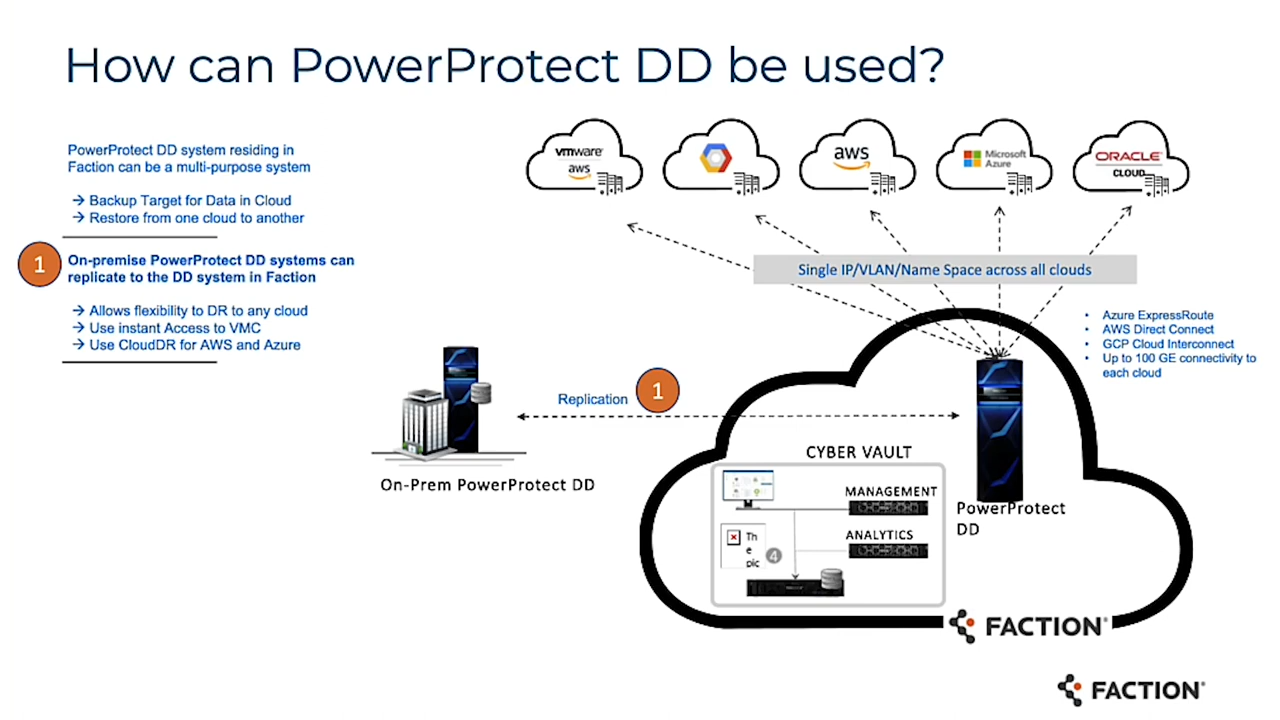 How can PowerProtect DD be used?
PowerProtect DD system residing in
Faction can be a multi-purpose system
→ Backup Target for Data in Cloud
→ Restore from one cloud to another
1
On-premise PowerProtect DD systems can
replicate to the DD system in Faction
→ Allows flexibility to DR to any cloud
→ Use instant Access to VMC
→ Use CloudDR for AWS and Azure
vmware
aws
aws
Microsoft
Azure
ORACLE
CLOUD
Single IP/VLAN/Name Space across all clouds
• Azure ExpressRoute
• AWS Direct Connect
• GCP Cloud Interconnect
• Up to 100 GE connectivity to
each cloud
Replication
1
On-Prem PowerProtect DD
CYBER VAULT
MANAGEMENT
ANALYTICS
Th
e
pic
4
PowerProtect
DD
FACTION
FACTION